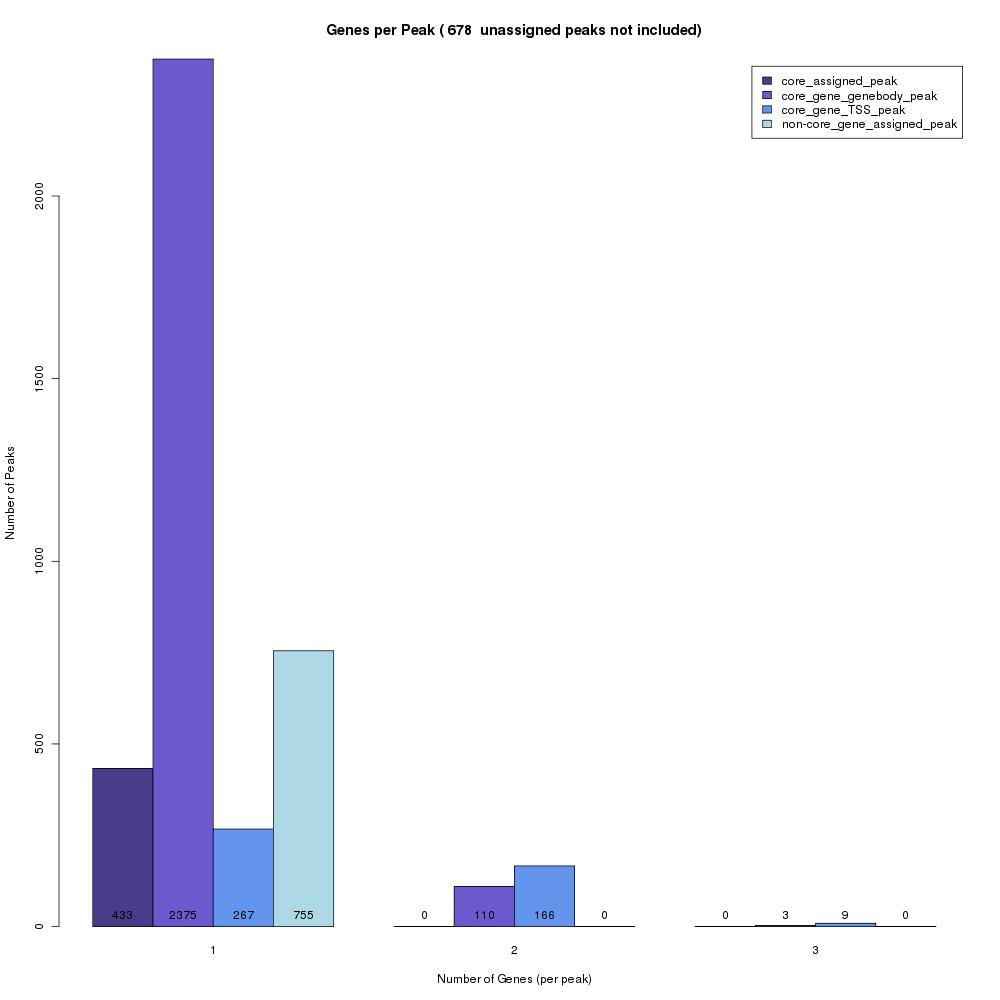 Genes per Peak ( 678 unassigned peaks not included)
core_assigned_peak
core_gene_genebody_peak
core_gene_TSS_peak
non-core_gene_assigned_peak
Number of Peaks
2000
1500
1000
500
0
433 2375 267 755 0 110 166 0 0 3 9 0
1 2 3
Number of Genes (per peak)